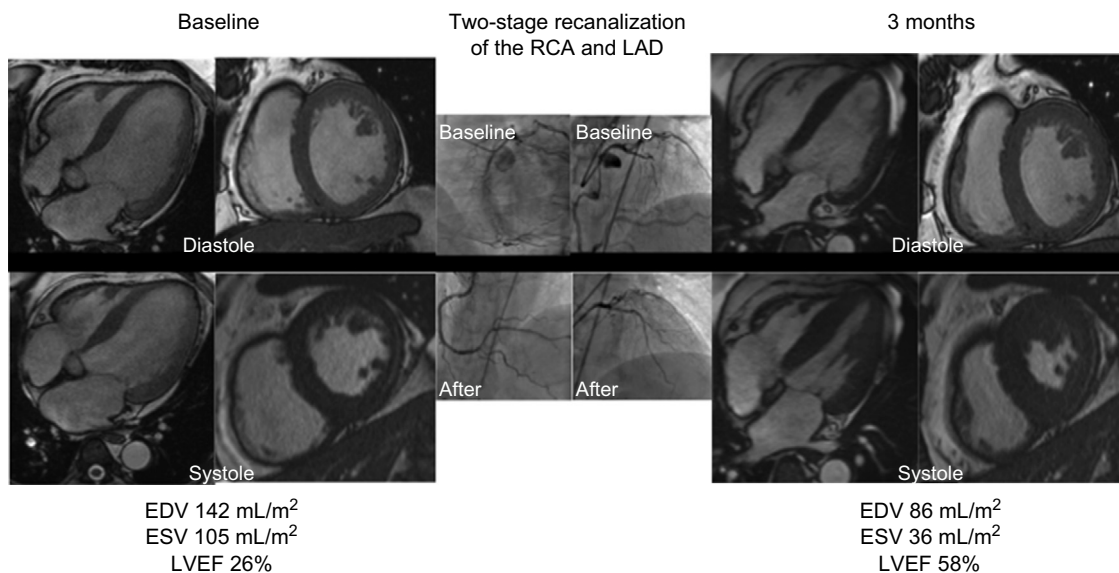 Baseline
Two-stage recanalization
of the RCA and LAD
3 months
Baseline
Baseline
Diastole
Diastole
After
After
Systole
Systole
EDV 142 mL/m²
ESV 105 mL/m²
LVEF 26%
EDV 86 mL/m²
ESV 36 mL/m²
LVEF 58%